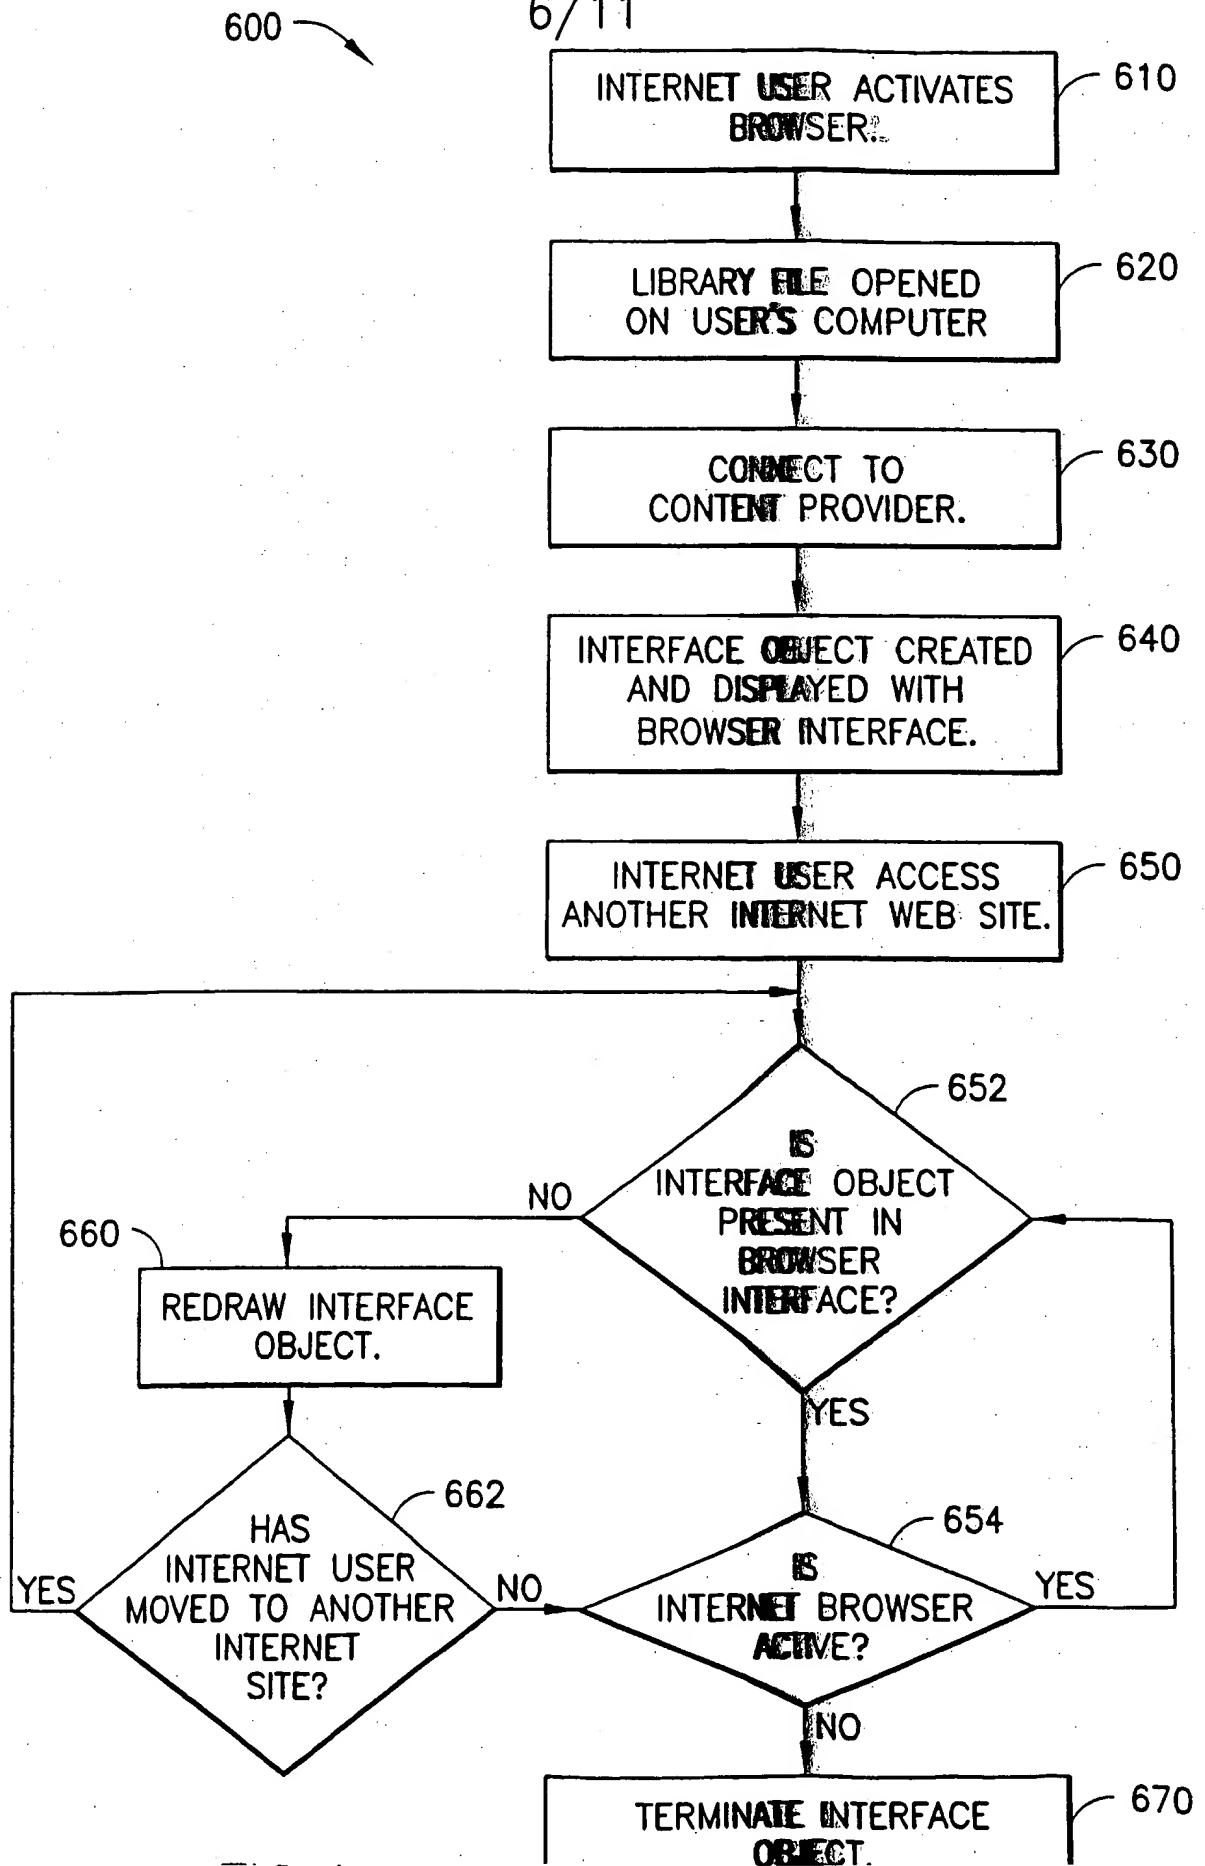 6/11
600
INTERNET USER ACTIVATES
BROWSER.
610
LIBRARY FILE OPENED
ON USER'S COMPUTER
620
CONNECT TO
CONTENT PROVIDER.
630
INTERFACE OBJECT CREATED
AND DISPLAYED WITH
BROWSER INTERFACE.
640
INTERNET USER ACCESS
ANOTHER INTERNET WEB SITE.
650
652
IS
INTERFACE OBJECT
PRESENT IN
BROWSER
INTERFACE?
NO
YES
660
REDRAW INTERFACE
OBJECT.
662
HAS
INTERNET USER
MOVED TO ANOTHER
INTERNET
SITE?
YES
NO
654
IS
INTERNET BROWSER
ACTIVE?
YES
NO
TERMINATE INTERFACE
OBJECT.
670